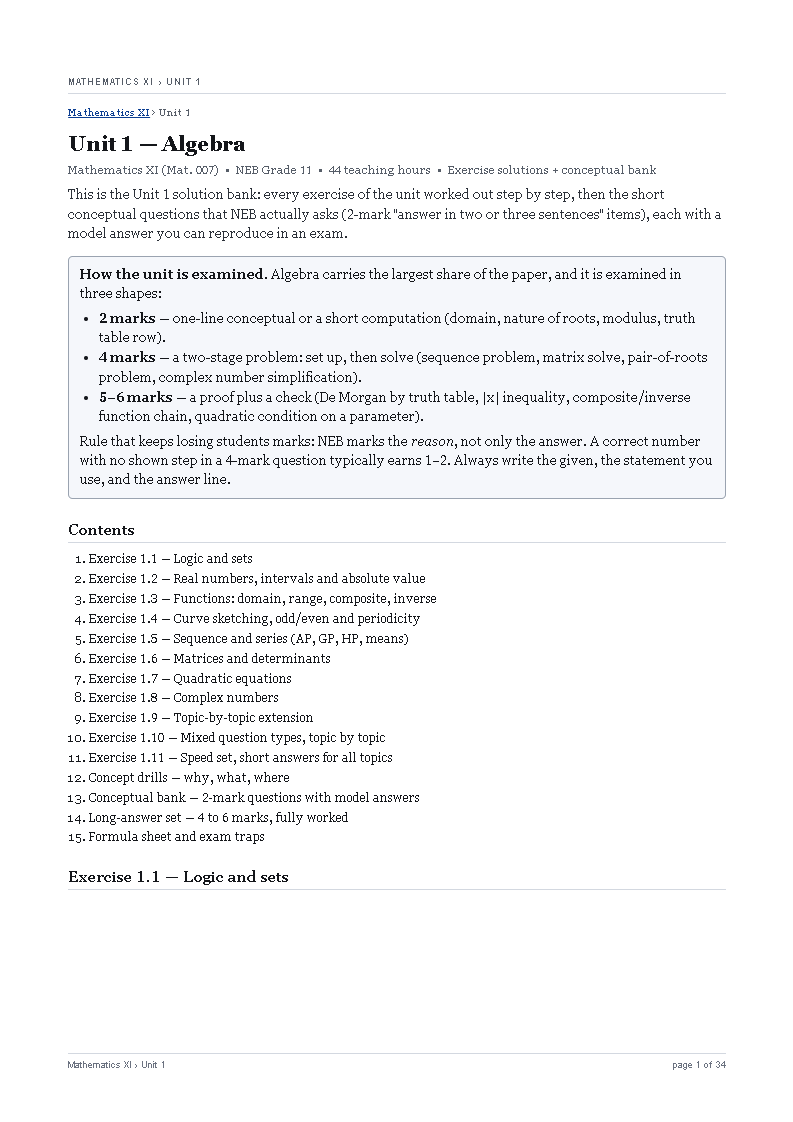 MATHEMATICS XI › UNIT 1
Mathematics XI › Unit 1
Unit 1 — Algebra
Mathematics XI (Mat. 007) • NEB Grade 11 • 44 teaching hours • Exercise solutions + conceptual bank
This is the Unit 1 solution bank: every exercise of the unit worked out step by step, then the short
conceptual questions that NEB actually asks (2-mark "answer in two or three sentences" items), each with a
model answer you can reproduce in an exam.
How the unit is examined. Algebra carries the largest share of the paper, and it is examined in
three shapes:
• 2 marks — one-line conceptual or a short computation (domain, nature of roots, modulus, truth
table row).
• 4 marks — a two-stage problem: set up, then solve (sequence problem, matrix solve, pair-of-roots
problem, complex number simplification).
• 5–6 marks — a proof plus a check (De Morgan by truth table, |x| inequality, composite/inverse
function chain, quadratic condition on a parameter).
Rule that keeps losing students marks: NEB marks the reason, not only the answer. A correct number
with no shown step in a 4-mark question typically earns 1–2. Always write the given, the statement you
use, and the answer line.
Contents
1. Exercise 1.1 — Logic and sets
2. Exercise 1.2 — Real numbers, intervals and absolute value
3. Exercise 1.3 — Functions: domain, range, composite, inverse
4. Exercise 1.4 — Curve sketching, odd/even and periodicity
5. Exercise 1.5 — Sequence and series (AP, GP, HP, means)
6. Exercise 1.6 — Matrices and determinants
7. Exercise 1.7 — Quadratic equations
8. Exercise 1.8 — Complex numbers
9. Exercise 1.9 — Topic-by-topic extension
10. Exercise 1.10 — Mixed question types, topic by topic
11. Exercise 1.11 — Speed set, short answers for all topics
12. Concept drills — why, what, where
13. Conceptual bank — 2-mark questions with model answers
14. Long-answer set — 4 to 6 marks, fully worked
15. Formula sheet and exam traps
Exercise 1.1 — Logic and sets
Mathematics XI › Unit 1
page 1 of 34